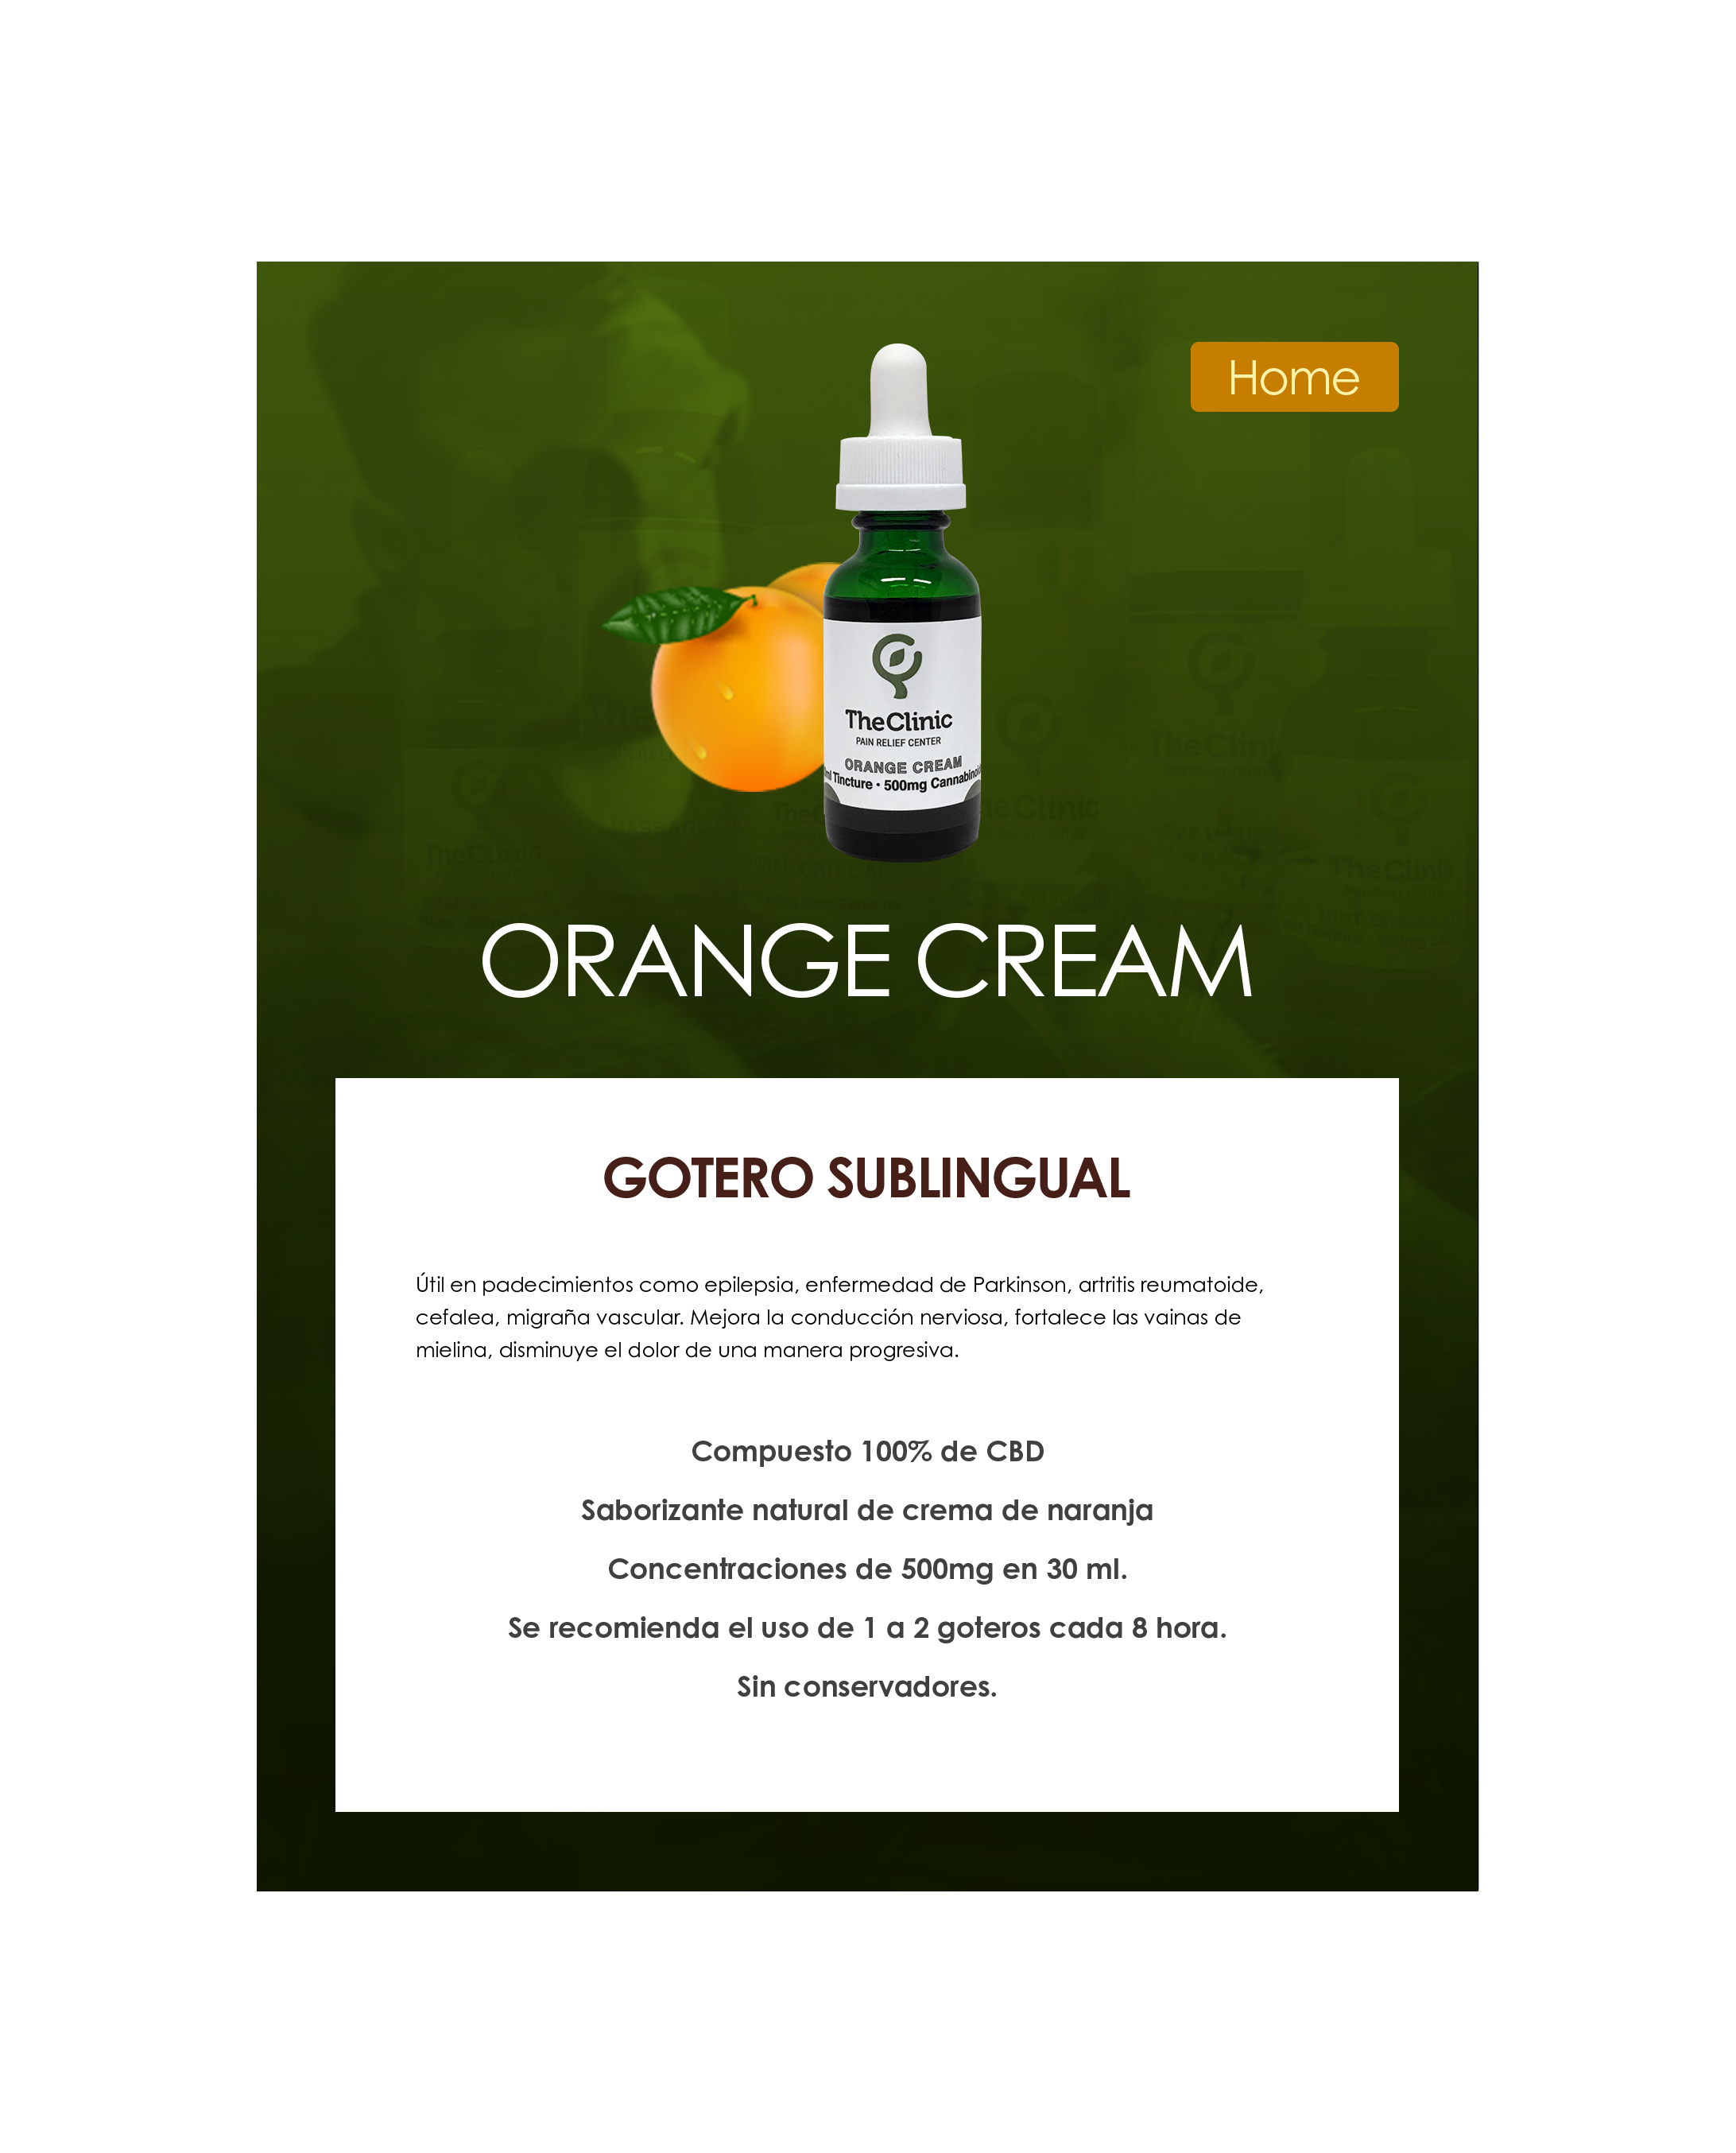 Home
TheClinic
PAIN RELIEF CENTER
ORANGE CREAM
ml Tincture • 500mg Cannabinoi
ORANGE CREAM
GOTERO SUBLINGUAL
Útil en padecimientos como epilepsia, enfermedad de Parkinson, artritis reumatoide,
cefalea, migraña vascular. Mejora la conducción nerviosa, fortalece las vainas de
mielina, disminuye el dolor de una manera progresiva.
Compuesto 100% de CBD
Saborizante natural de crema de naranja
Concentraciones de 500mg en 30 ml.
Se recomienda el uso de 1 a 2 goteros cada 8 hora.
Sin conservadores.